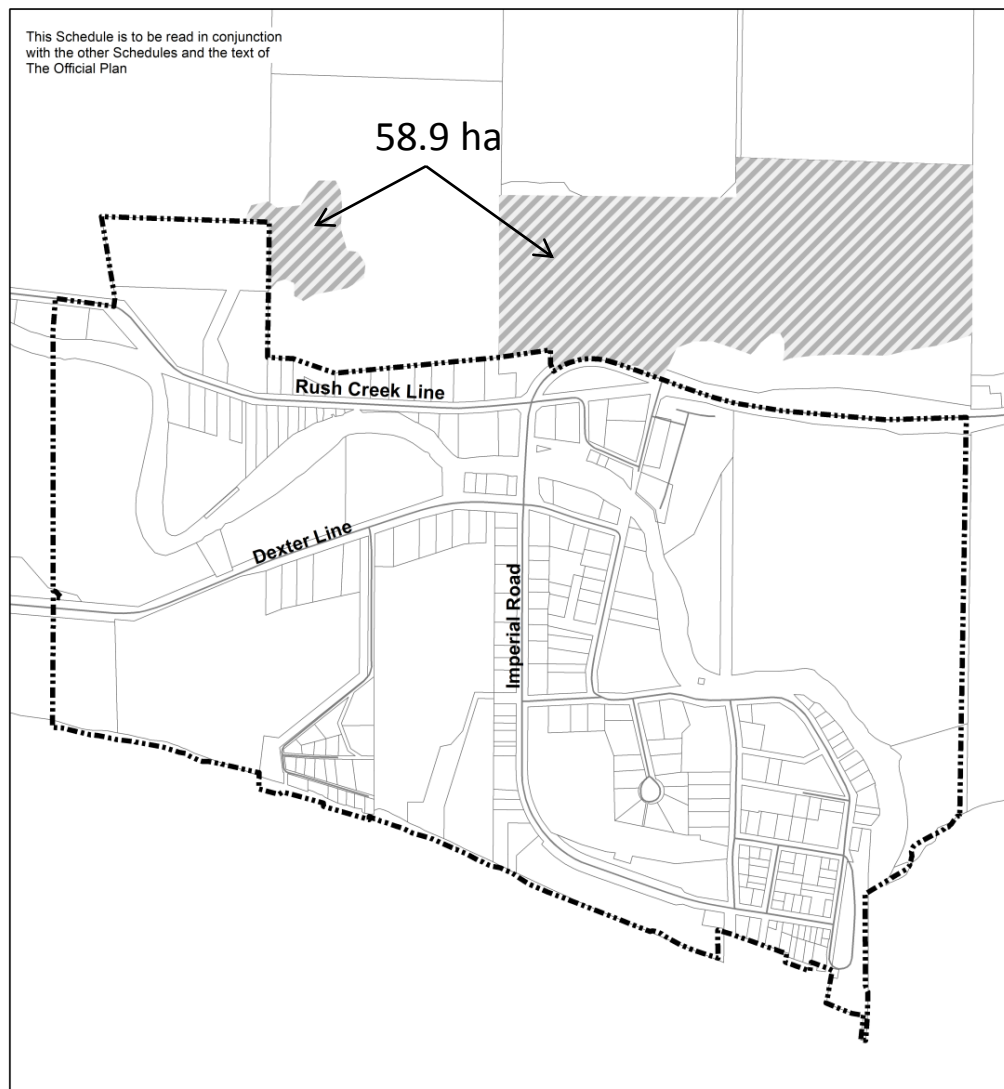 This Schedule is to be read in conjunction
with the other Schedules and the text of
The Official Plan
58.9 ha
Rush Creek Line
Dexter Line
Imperial Road